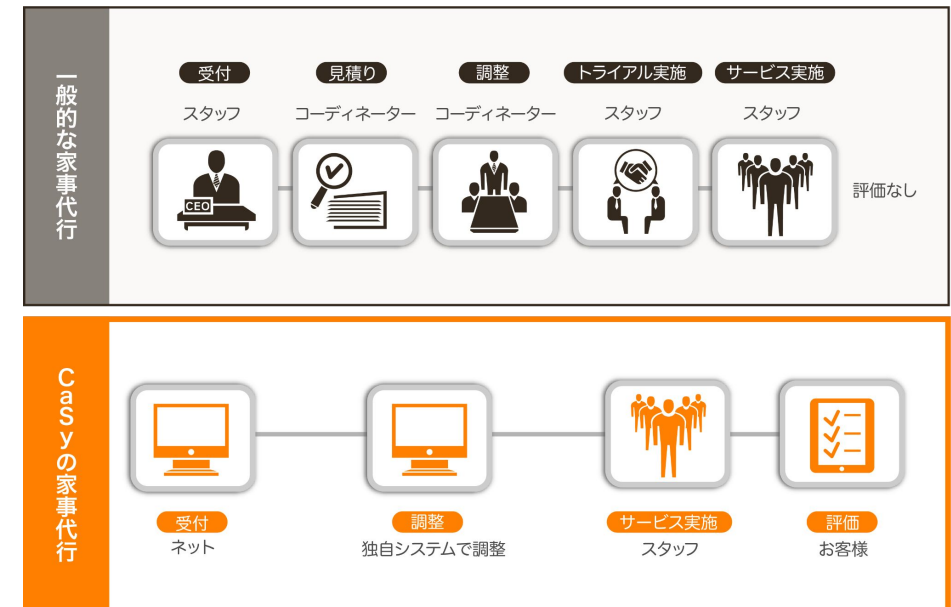 一般的な家事代行
受付 見積り 調整 トライアル実施 サービス実施
スタッフ コーディネーター コーディネーター スタッフ スタッフ
CEO
評価なし
CaSyの家事代行
受付 調整 サービス実施 評価
ネット 独自システムで調整 スタッフ お客様